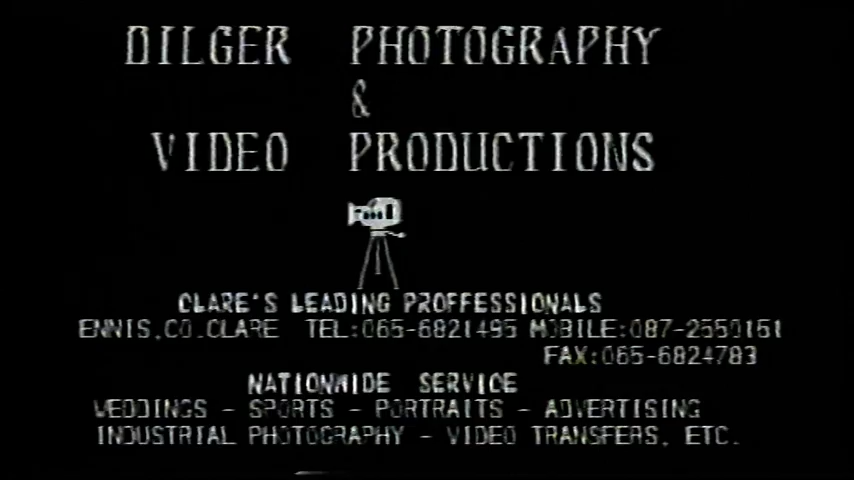 DILGER PHOTOGRAPHY
&
VIDEO PRODUCTIONS
CLARE'S LEADING PROFFESSIONALS
ENNIS,CO.CLARE TEL:065-6821495 MOBILE:087-2550161
FAX:065-6824783
NATIONWIDE SERVICE
WEDDINGS - SPORTS - PORTRAITS - ADVERTISING
INDUSTRIAL PHOTOGRAPHY - VIDEO TRANSFERS, ETC.